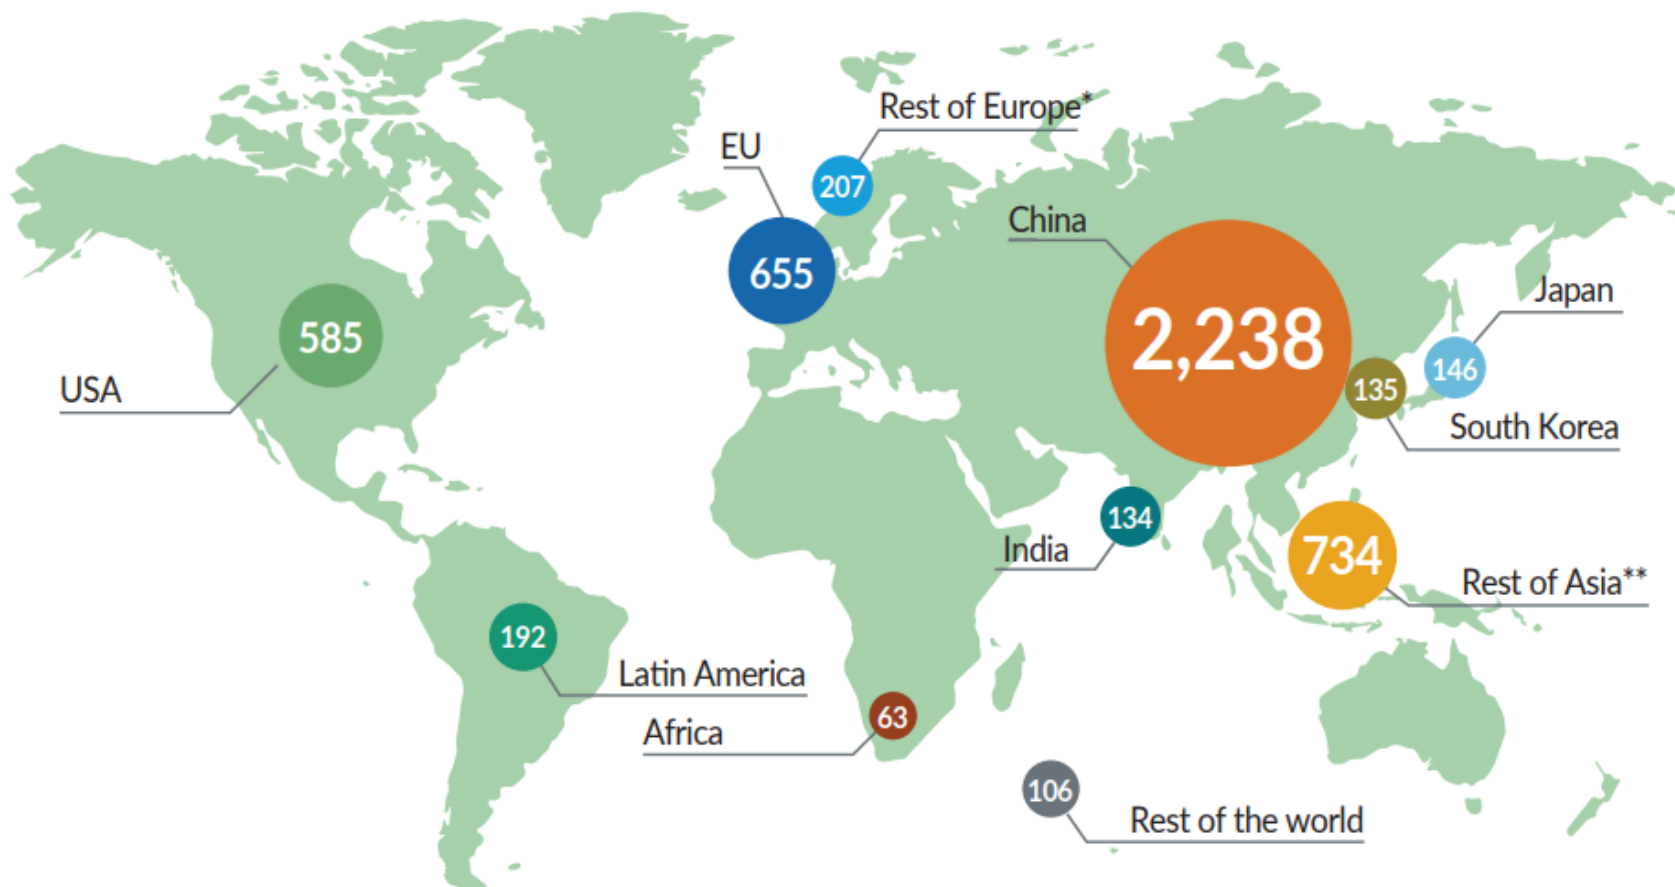 Rest of Europe*
EU
207
China
655
2,238
Japan
585
146
USA
135
South Korea
134
India
734
Rest of Asia**
192
Latin America
63
Africa
106
Rest of the world